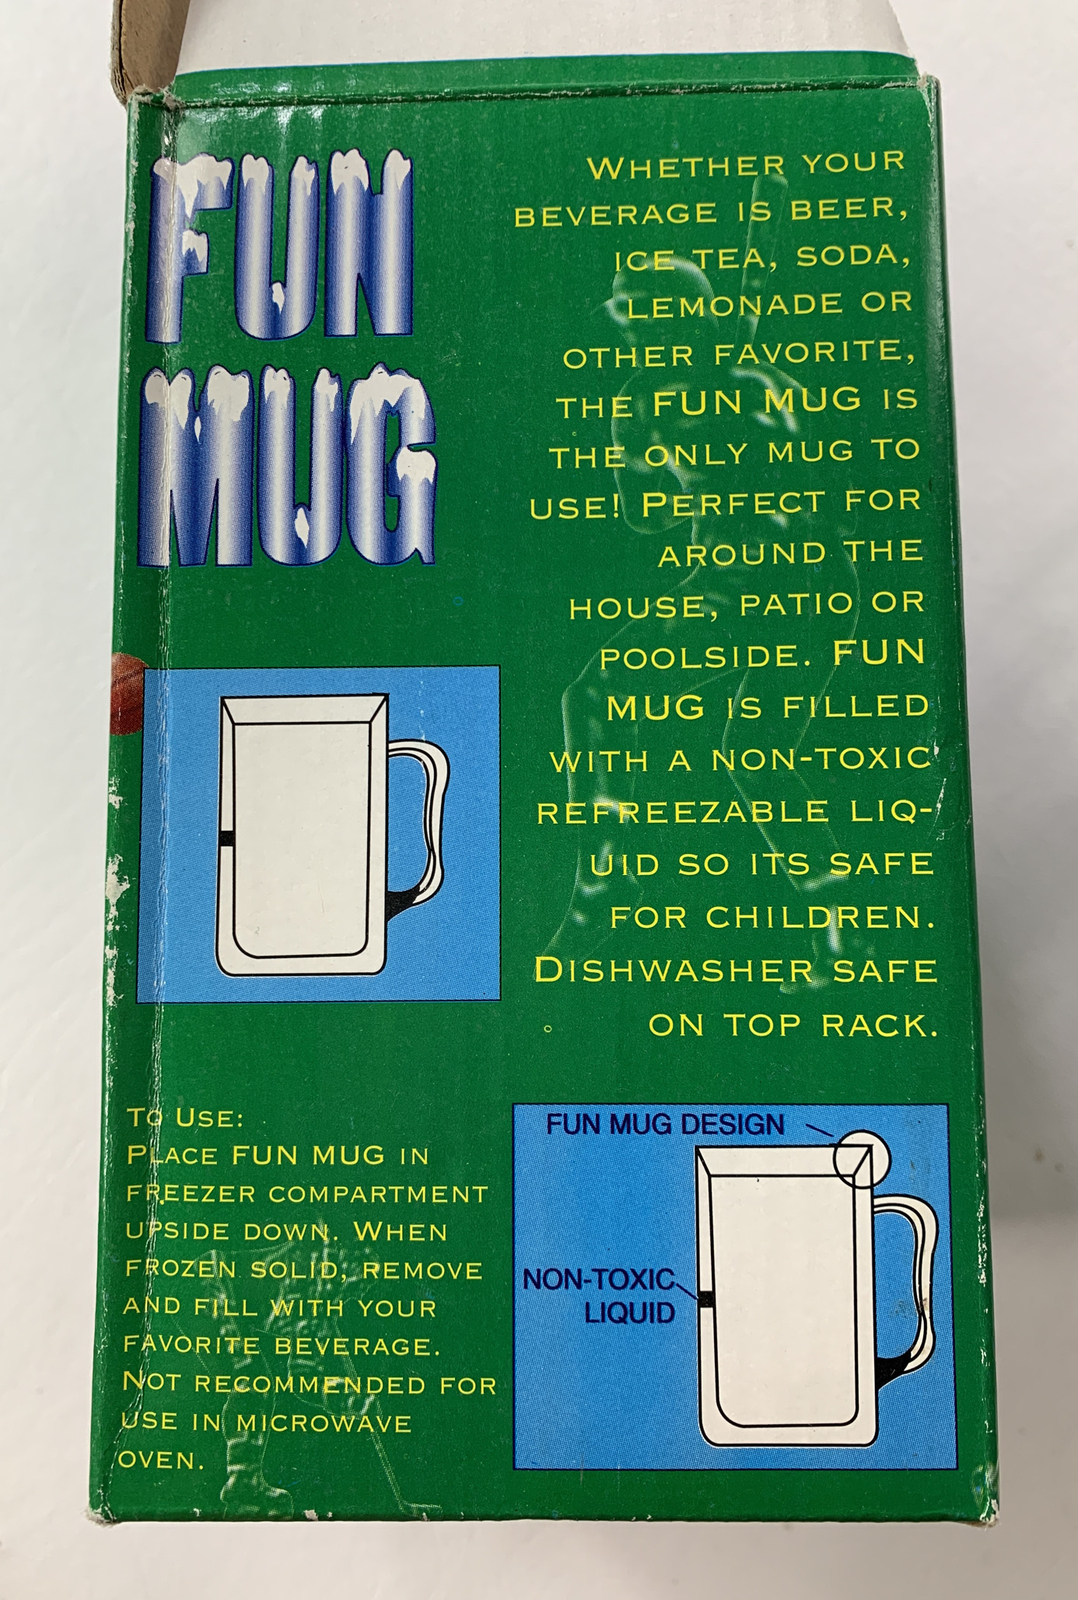 FUN
MUG
WHETHER YOUR
BEVERAGE IS BEER,
ICE TEA, SODA,
LEMONADE OR
OTHER FAVORITE,
THE FUN MUG IS
THE ONLY MUG TO
USE! PERFECT FOR
AROUND THE
HOUSE, PATIO OR
POOLSIDE. FUN
MUG IS FILLED
WITH A NON-TOXIC
REFREEZABLE LIQ-
UID SO ITS SAFE
FOR CHILDREN.
DISHWASHER SAFE
ON TOP RACK.
TO USE:
PLACE FUN MUG IN
FREEZER COMPARTMENT
UPSIDE DOWN. WHEN
FROZEN SOLID, REMOVE
AND FILL WITH YOUR
FAVORITE BEVERAGE.
NOT RECOMMENDED FOR
USE IN MICROWAVE
OVEN.
FUN MUG DESIGN
NON-TOXIC
LIQUID